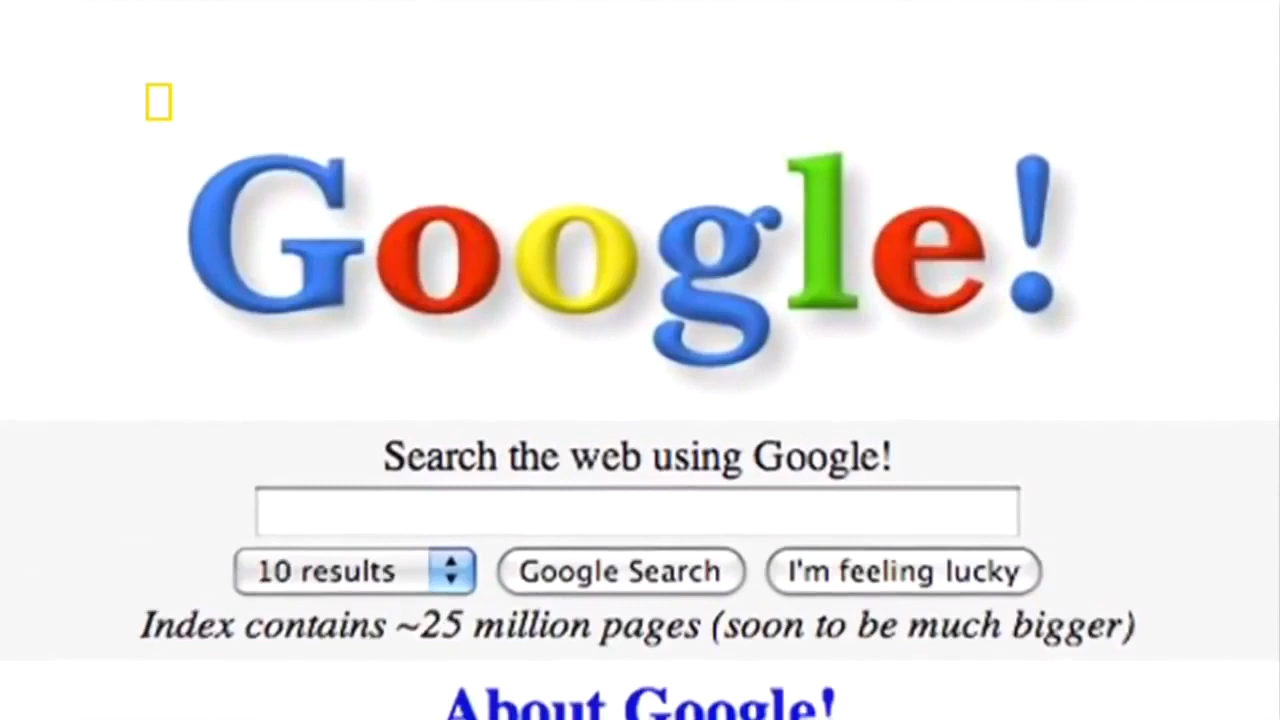 Google!
Search the web using Google!
10 results
Google Search
I'm feeling lucky
Index contains ~25 million pages (soon to be much bigger)
About Google!